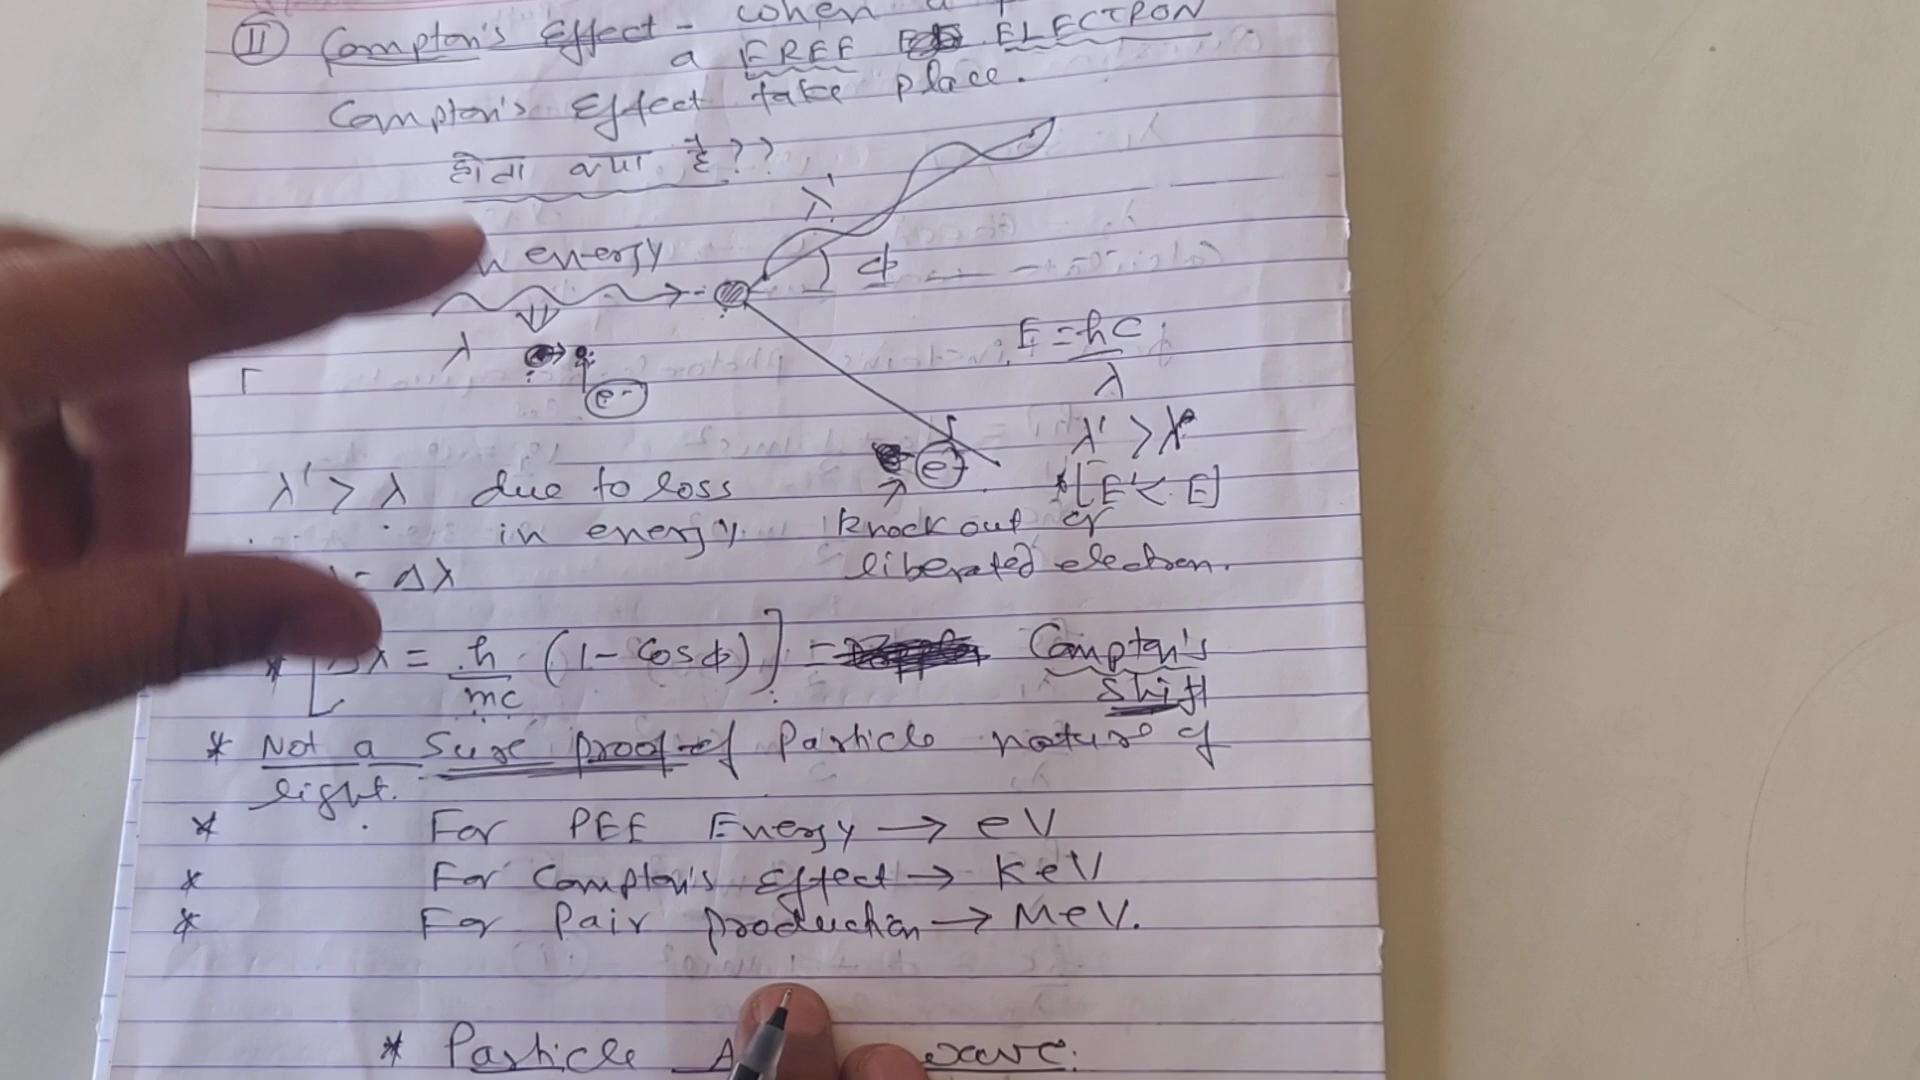 II Compton's Effect - when a
a FREE ELECTRON
Compton's Effect take place.
होता क्या है??
λ'
energy
ϕ
λ
e-
E = hc
λ
λ' > λ
[E' < E]
e-
λ' > λ due to loss
in energy.
knock out or
liberated electron.
- Δλ
* [Δλ = h/mc (1 - cosϕ)] = Compton's
Shift
* Not a Sure proof of Particle nature of
light.
* For PEE Energy → eV
* For Compton's Effect → KeV
* For Pair production → MeV.
* Particle wave: